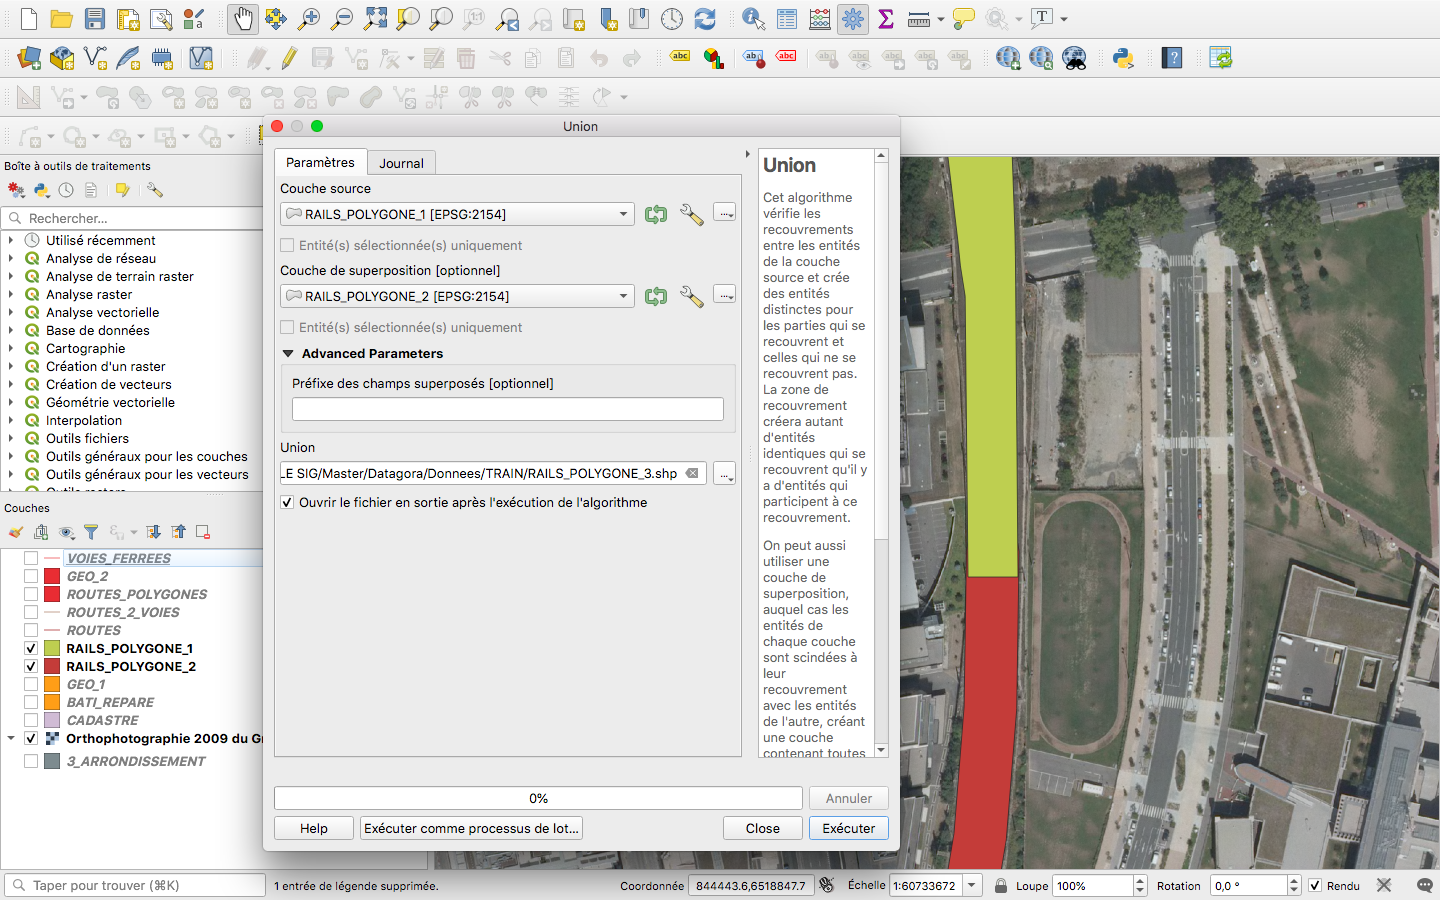 Union
Boîte à outils de traitements
Rechercher...
Utilisé récemment
Analyse de réseau
Analyse de terrain raster
Analyse raster
Analyse vectorielle
Base de données
Cartographie
Création d'un raster
Création de vecteurs
Géométrie vectorielle
Interpolation
Outils fichiers
Outils généraux pour les couches
Outils généraux pour les vecteurs
Couches
VOIES_FERREES
GEO_2
ROUTES_POLYGONES
ROUTES_2_VOIES
ROUTES
RAILS_POLYGONE_1
RAILS_POLYGONE_2
GEO_1
BATI_REPARE
CADASTRE
Orthophotographie 2009 du Gr
3_ARRONDISSEMENT
Paramètres
Journal
Couche source
RAILS_POLYGONE_1 [EPSG:2154]
Entité(s) sélectionnée(s) uniquement
Couche de superposition [optionnel]
RAILS_POLYGONE_2 [EPSG:2154]
Entité(s) sélectionnée(s) uniquement
Advanced Parameters
Préfixe des champs superposés [optionnel]
Union
LE SIG/Master/Datagora/Donnees/TRAIN/RAILS_POLYGONE_3.shp
Ouvrir le fichier en sortie après l'exécution de l'algorithme
0%
Annuler
Help
Exécuter comme processus de lot...
Close
Exécuter
Union
Cet algorithme
vérifie les
recouvrements
entre les entités
de la couche
source et crée
des entités
distinctes pour
les parties qui se
recouvrent et
celles qui ne se
recouvrent pas.
La zone de
recouvrement
créera autant
d'entités
identiques qui se
recouvrent qu'il y
a d'entités qui
participent à ce
recouvrement.
On peut aussi
utiliser une
couche de
superposition,
auquel cas les
entités de
chaque couche
sont scindées à
leur
recouvrement
avec les entités
de l'autre, créant
une couche
contenant toutes
Taper pour trouver (⌘K)
1 entrée de légende supprimée.
Coordonnée
844443.6,6518847.7
Échelle
1:60733672
Loupe
100%
Rotation
0,0 °
Rendu